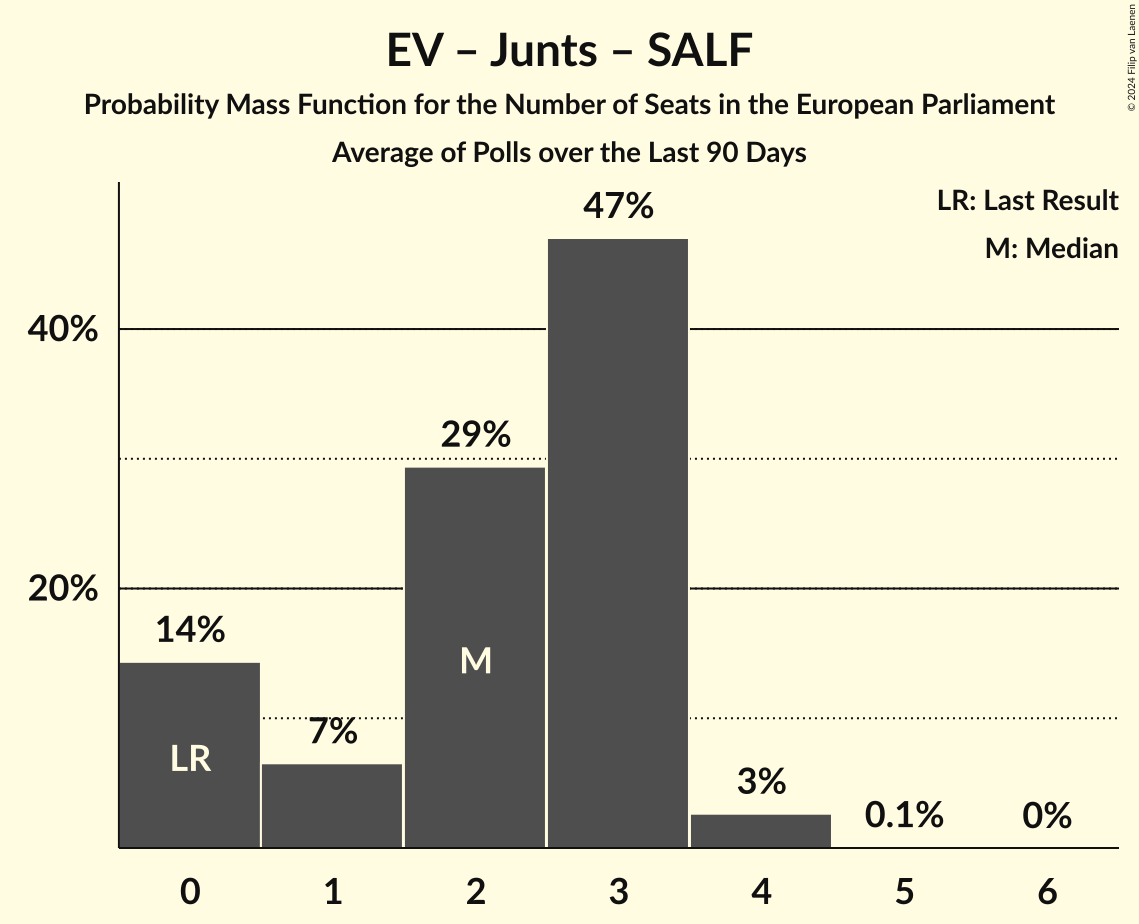 © 2024 Filip van Laenen
EV – Junts – SALF
Probability Mass Function for the Number of Seats in the European Parliament
Average of Polls over the Last 90 Days
LR: Last Result
M: Median
47%
40%
29%
20%
14%
M
7%
LR
3%
0.1%
0%
0 1 2 3 4 5 6